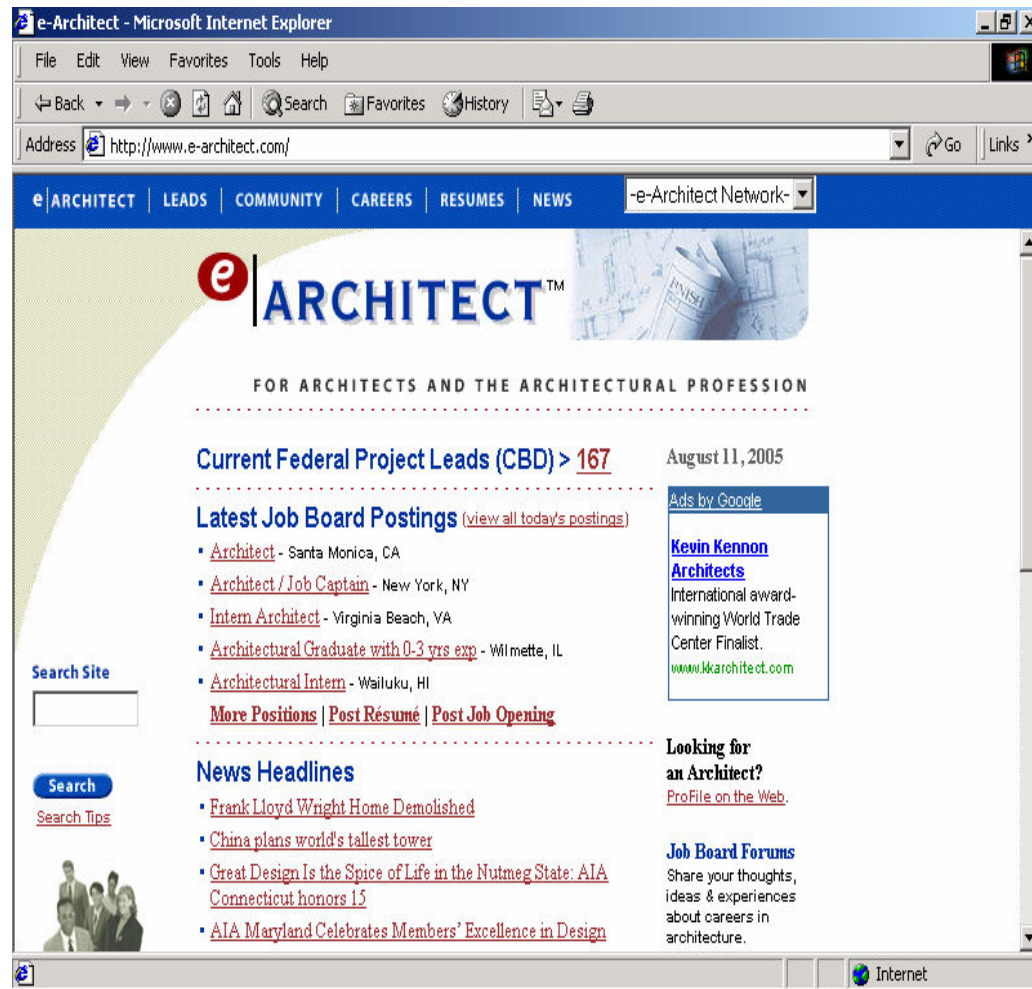 e-Architect - Microsoft Internet Explorer
File Edit View Favorites Tools Help
Back Search Favorites History
Address http://www.e-architect.com/ Go Links
e|ARCHITECT | LEADS | COMMUNITY | CAREERS | RESUMES | NEWS -e-Architect Network-
e|ARCHITECT™
FINISH
FOR ARCHITECTS AND THE ARCHITECTURAL PROFESSION
Current Federal Project Leads (CBD) > 167
Latest Job Board Postings (view all today's postings)
Architect - Santa Monica, CA
Architect / Job Captain - New York, NY
Intern Architect - Virginia Beach, VA
Architectural Graduate with 0-3 yrs exp - Wilmette, IL
Architectural Intern - Wailuku, HI
More Positions | Post Résumé | Post Job Opening
News Headlines
Frank Lloyd Wright Home Demolished
China plans world's tallest tower
Great Design Is the Spice of Life in the Nutmeg State: AIA
Connecticut honors 15
AIA Maryland Celebrates Members' Excellence in Design
Search Site
Search
Search Tips
August 11, 2005
Ads by Google
Kevin Kennon
Architects
International award-
winning World Trade
Center Finalist.
www.kkarchitect.com
Looking for
an Architect?
ProFile on the Web.
Job Board Forums
Share your thoughts,
ideas & experiences
about careers in
architecture.
Internet